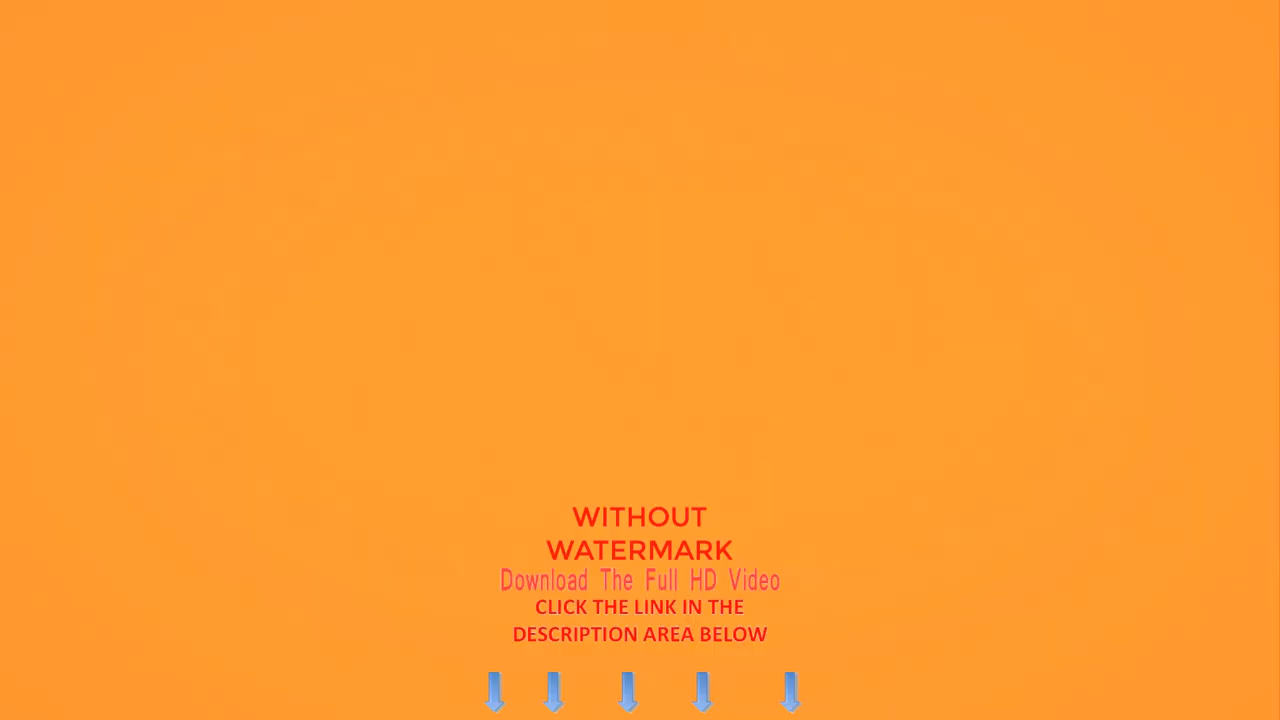 WITHOUT
WATERMARK
Download The Full HD Video
CLICK THE LINK IN THE
DESCRIPTION AREA BELOW